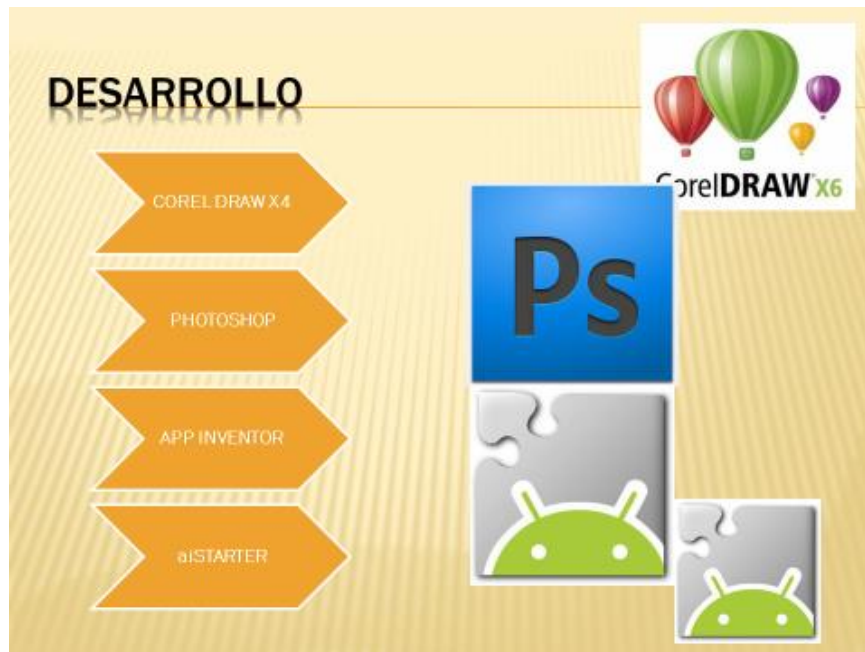 DESARROLLO
COREL DRAW X4
PHOTOSHOP
APP INVENTOR
aiSTARTER
CorelDRAW X6
Ps